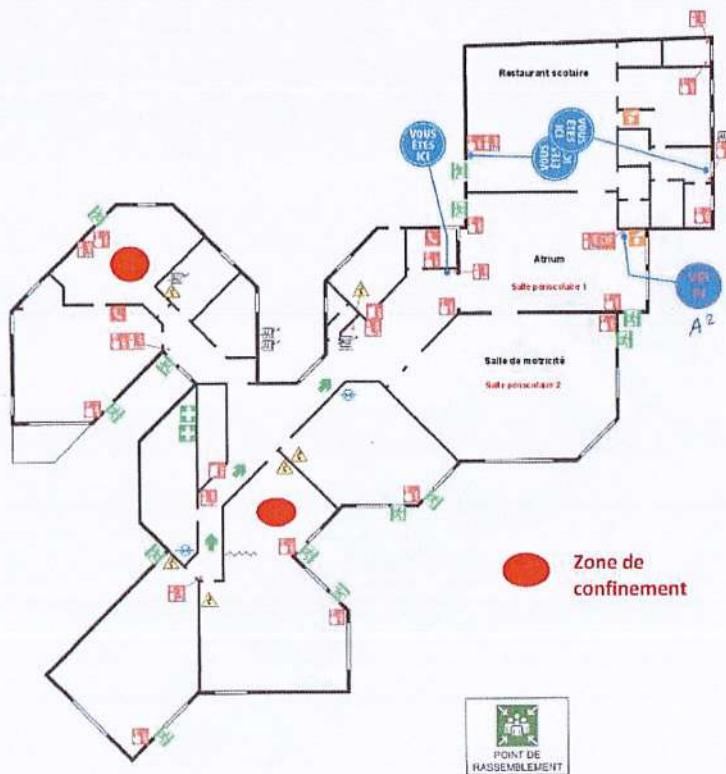 Restaurant scolaire
VOUS
ÊTES
ICI
VOUS
ÊTES
ICI
VOUS
ÊTES
ICI
Atrium
Salle périscolaire 1
A2
Salle de motricité
Salle périscolaire 2
Zone de
confinement
POINT DE
RASSEMBLEMENT